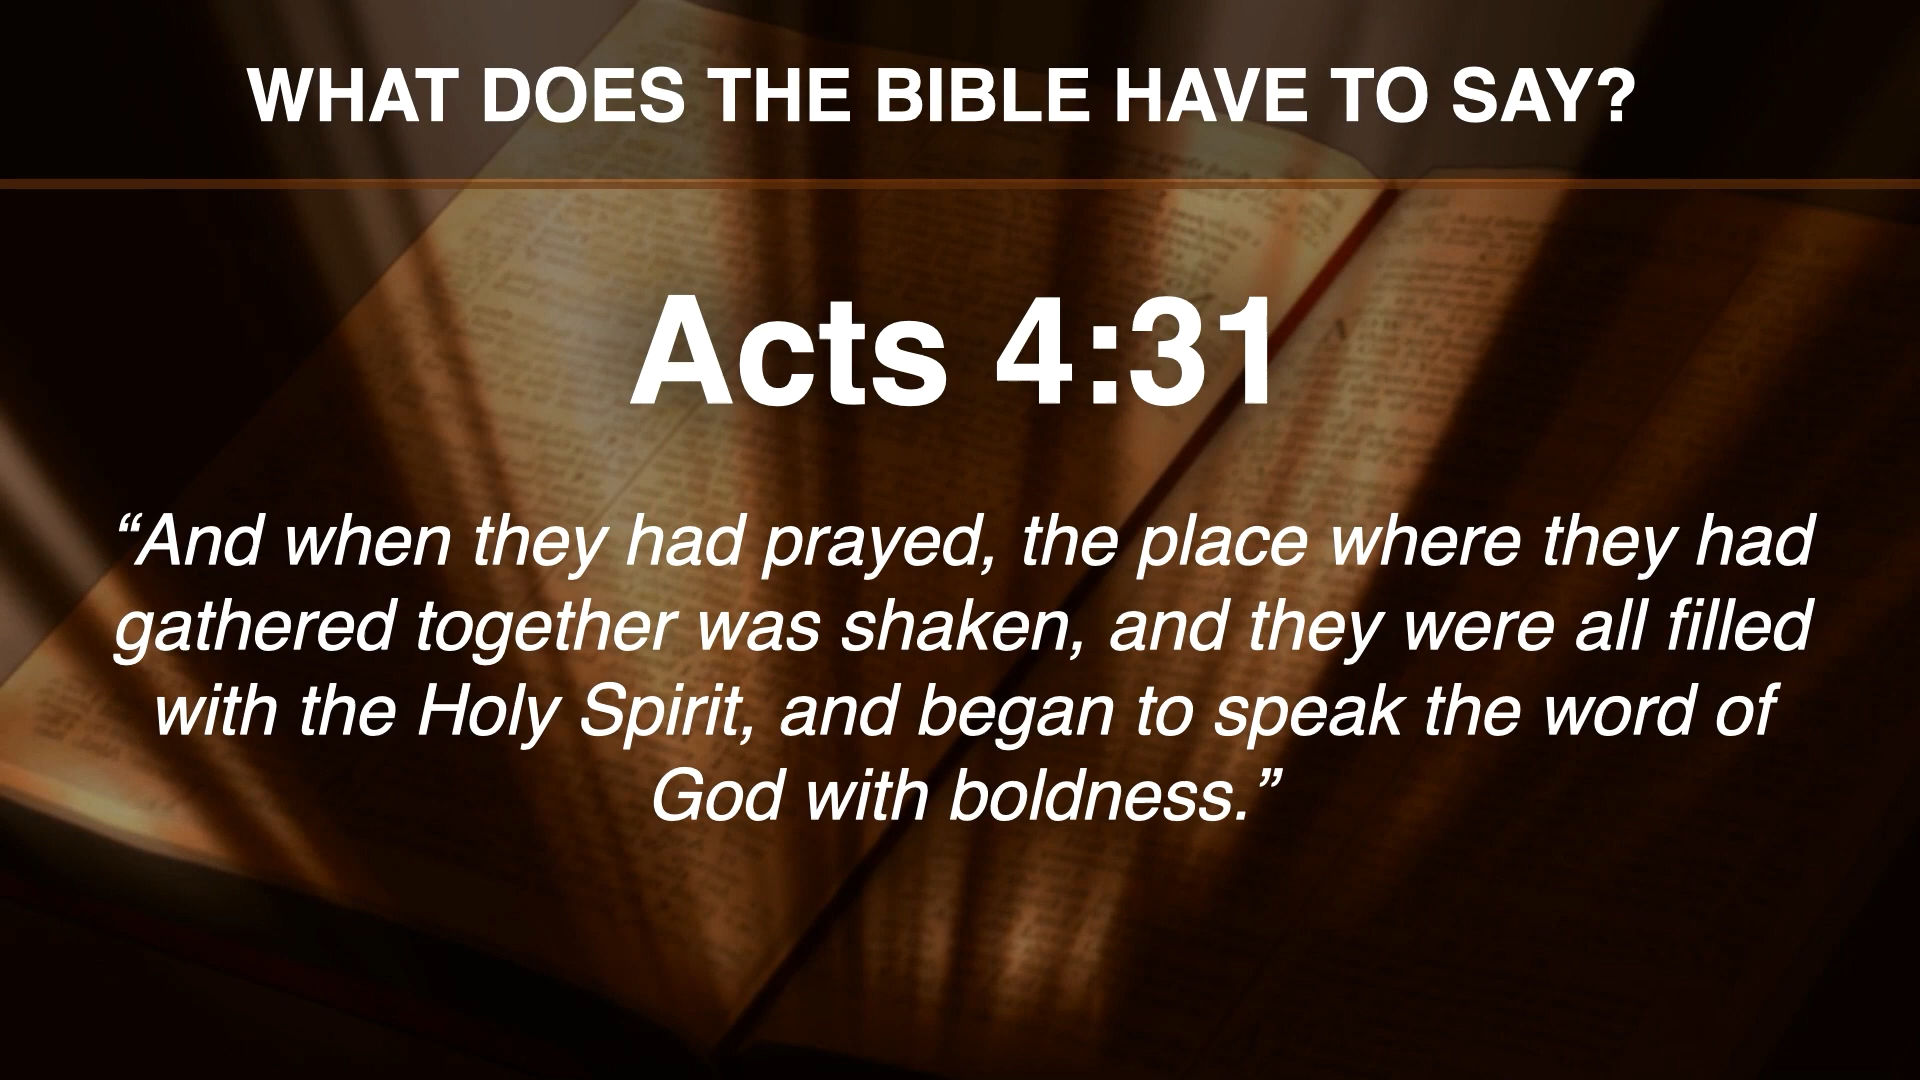 WHAT DOES THE BIBLE HAVE TO SAY?
Acts 4:31
“And when they had prayed, the place where they had
gathered together was shaken, and they were all filled
with the Holy Spirit, and began to speak the word of
God with boldness.”